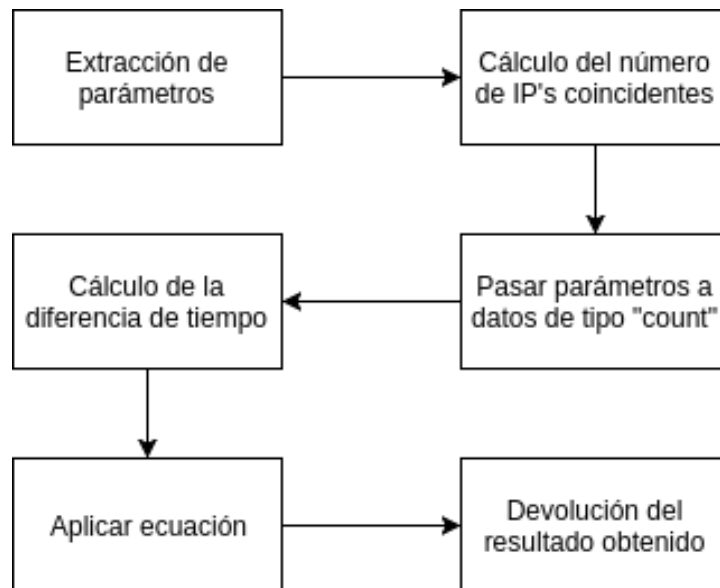 Extracción de
parámetros
Cálculo del número
de IP's coincidentes
Pasar parámetros a
datos de tipo "count"
Cálculo de la
diferencia de tiempo
Aplicar ecuación
Devolución del
resultado obtenido